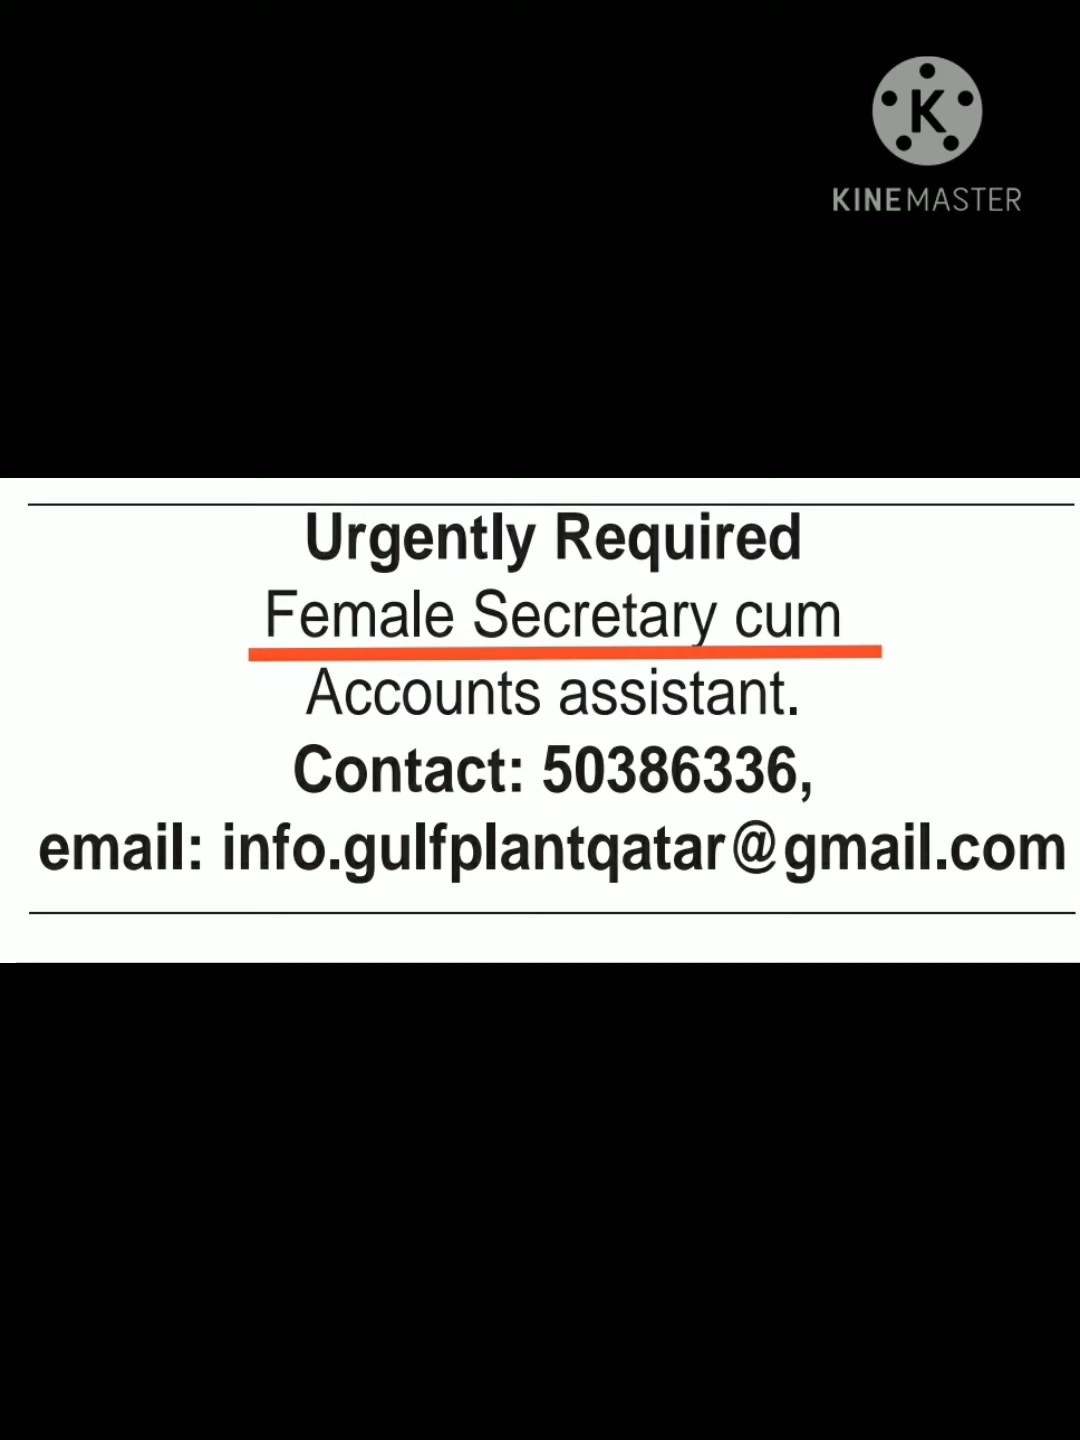 K
KINEMASTER
Urgently Required
Female Secretary cum
Accounts assistant.
Contact: 50386336,
email: info.gulfplantqatar@gmail.com